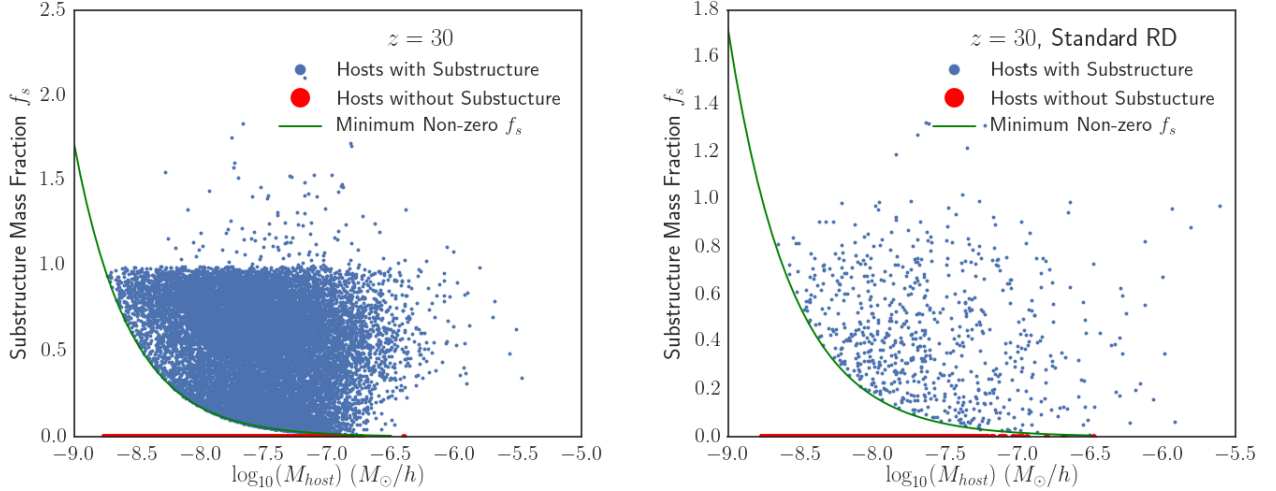 2.5
2.0
1.5
1.0
0.5
0.0
Substructure Mass Fraction f_s
z = 30
Hosts with Substructure
Hosts without Substucture
Minimum Non-zero f_s
−9.0 −8.5 −8.0 −7.5 −7.0 −6.5 −6.0 −5.5 −5.0
log₁₀(M_host) (M_⊙/h)
1.8
1.6
1.4
1.2
1.0
0.8
0.6
0.4
0.2
0.0
Substructure Mass Fraction f_s
z = 30, Standard RD
Hosts with Substructure
Hosts without Substucture
Minimum Non-zero f_s
−9.0 −8.5 −8.0 −7.5 −7.0 −6.5 −6.0 −5.5
log₁₀(M_host) (M_⊙/h)